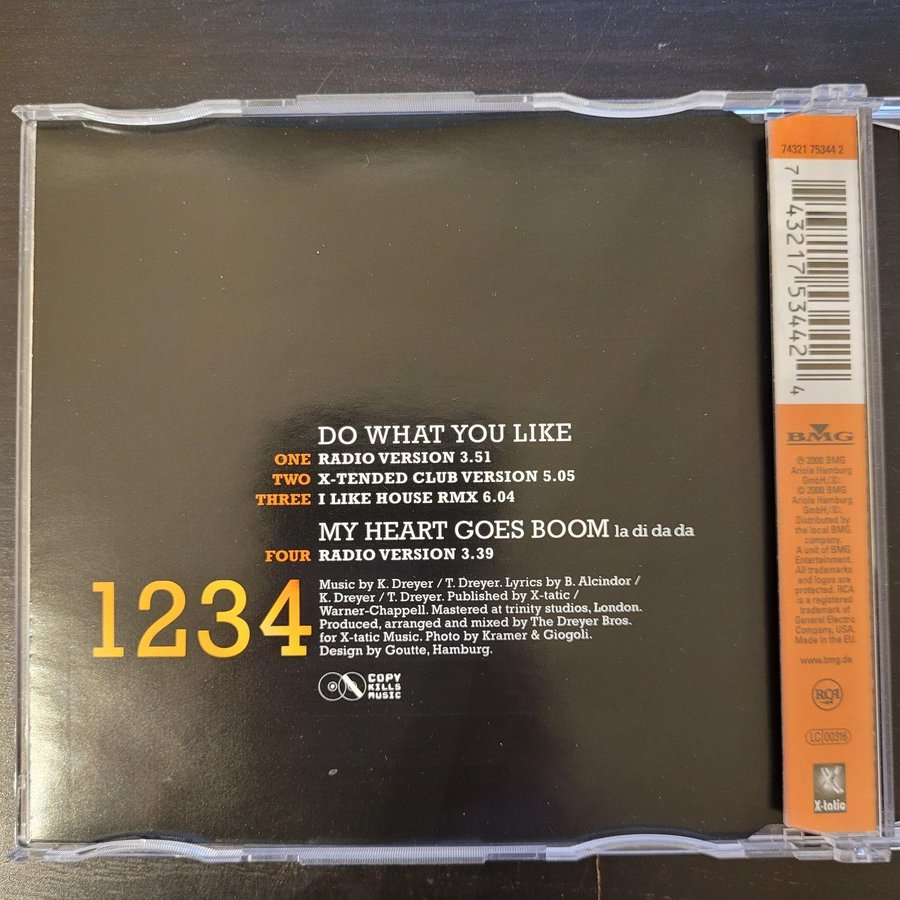 DO WHAT YOU LIKE
ONE RADIO VERSION 3.51
TWO X-TENDED CLUB VERSION 5.05
THREE I LIKE HOUSE RMX 6.04
MY HEART GOES BOOM la di da da
FOUR RADIO VERSION 3.39
1234
Music by K. Dreyer / T. Dreyer. Lyrics by B. Alcindor /
K. Dreyer / T. Dreyer. Published by X-tatic /
Warner-Chappell. Mastered at trinity studios, London.
Produced, arranged and mixed by The Dreyer Bros.
for X-tatic Music. Photo by Kramer & Giogoli.
Design by Goutte, Hamburg.
COPY
KILLS
MUSIC
74321 75344 2
7 43217 53442 4
BMG
℗ 2000 BMG
Ariola Hamburg
GmbH,
© 2000 BMG
Ariola Hamburg
GmbH,
Distributed by
the local BMG
company.
A unit of BMG
Entertainment.
All trademarks
and logos are
protected. RCA
is a registered
trademark of
General Electric
Company, USA.
Made in the EU.
www.bmg.de
RCA
LC 00316
X-tatic